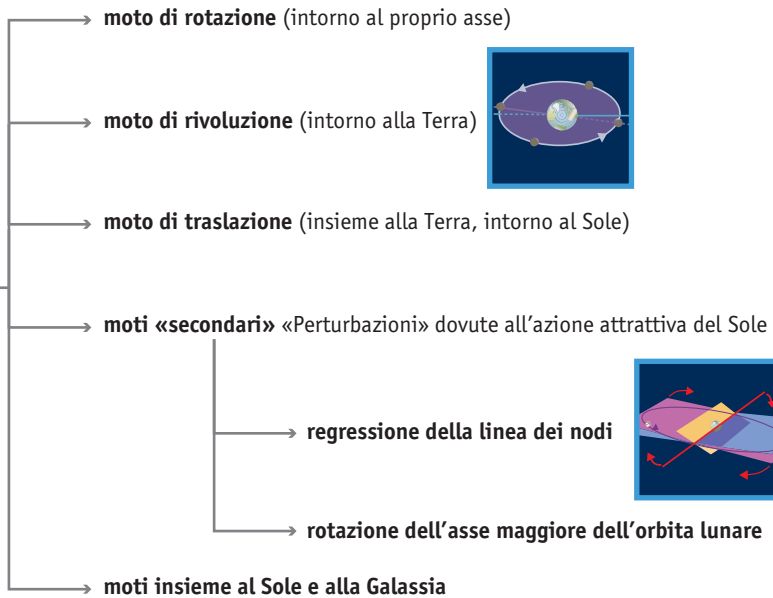 moto di rotazione (intorno al proprio asse)
moto di rivoluzione (intorno alla Terra)
moto di traslazione (insieme alla Terra, intorno al Sole)
moti «secondari» «Perturbazioni» dovute all'azione attrattiva del Sole
regressione della linea dei nodi
rotazione dell'asse maggiore dell'orbita lunare
moti insieme al Sole e alla Galassia